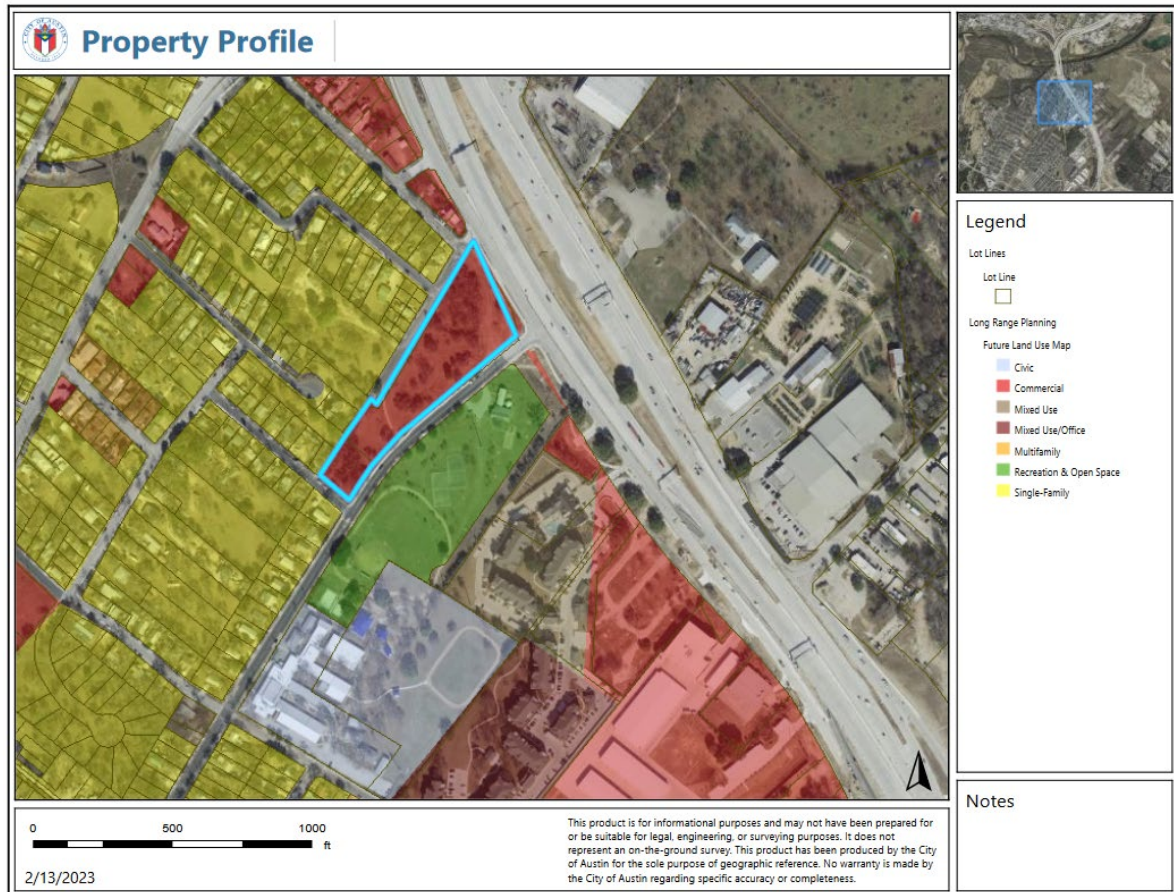 Property Profile
Legend
Lot Lines
Lot Line
Long Range Planning
Future Land Use Map
Civic
Commercial
Mixed Use
Mixed Use/Office
Multifamily
Recreation & Open Space
Single-Family
0 500 1000
ft
2/13/2023
This product is for informational purposes and may not have been prepared for
or be suitable for legal, engineering, or surveying purposes. It does not
represent an on-the-ground survey. This product has been produced by the City
of Austin for the sole purpose of geographic reference. No warranty is made by
the City of Austin regarding specific accuracy or completeness.
Notes